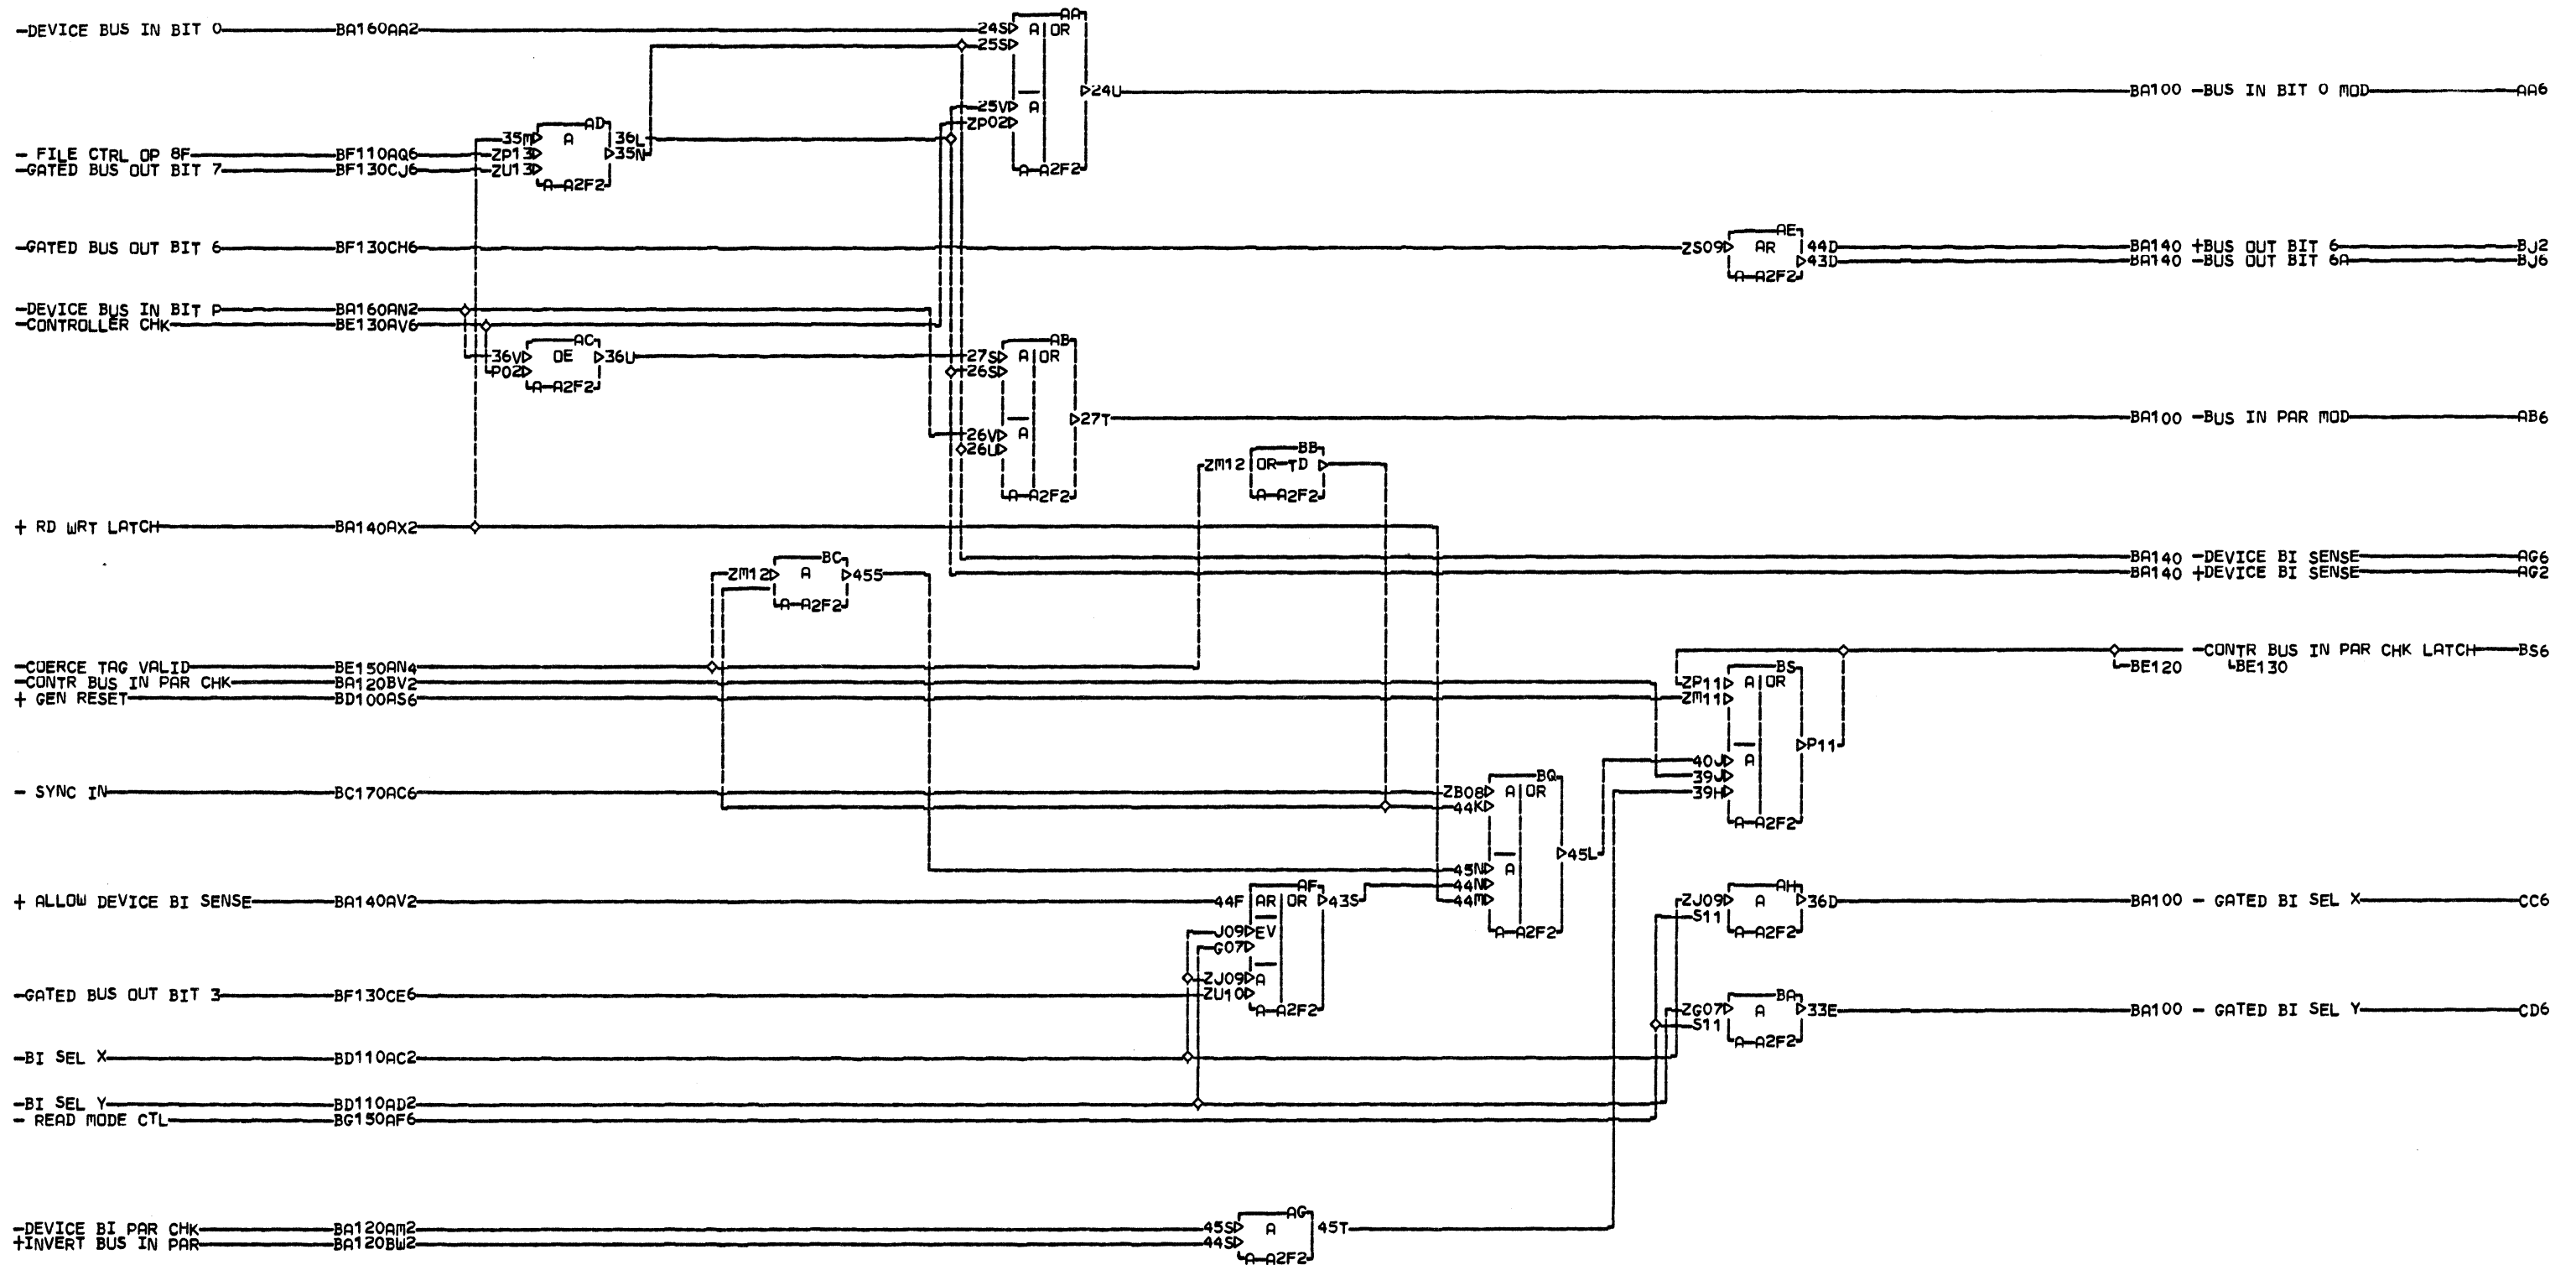 AA
-DEVICE BUS IN BIT 0 BA160AA2 24S A OR
25S
24U BA100 -BUS IN BIT 0 MOD AA6
25V A
ZP02
AD
35M A 36L
- FILE CTRL OP 8F BF110AQ6 ZP13 35N
-GATED BUS OUT BIT 7 BF130CJ6 ZU13 A-A2F2
A-A2F2
AE
-GATED BUS OUT BIT 6 BF130CH6 ZS09 AR 44D BA140 +BUS OUT BIT 6 BJ2
43D BA140 -BUS OUT BIT 6A BJ6
A-A2F2
-DEVICE BUS IN BIT P BA160AN2
-CONTROLLER CHK BE130AV6
AC AB
36V OE 36U 27S A OR
P02 26S
A-A2F2
27T BA100 -BUS IN PAR MOD AB6
26V A
26U BB
ZM12 OR-TD
A-A2F2 A-A2F2
+ RD WRT LATCH BA140AX2
BC BA140 -DEVICE BI SENSE AG6
ZM12 A 45S BA140 +DEVICE BI SENSE AG2
A-A2F2
-CONTR BUS IN PAR CHK LATCH BS6
-COERCE TAG VALID BE150AN4 BS BE120 BE130
-CONTR BUS IN PAR CHK BA120BV2 ZP11 A OR
+ GEN RESET BD100AS6 ZM11
P11
40J A
39J
BQ
- SYNC IN BC170AC6 ZB08 A OR 39H
44K
A-A2F2
45L
45N A
AF 44N AH
+ ALLOW DEVICE BI SENSE BA140AV2 44F AR OR 43S 44M ZJ09 A 36D BA100 - GATED BI SEL X CC6
S11
J09 EV A-A2F2 A-A2F2
G07
ZJ09 A
-GATED BUS OUT BIT 3 BF130CE6 ZU10 BA
A-A2F2 ZG07 A 33E BA100 - GATED BI SEL Y CD6
S11
A-A2F2
-BI SEL X BD110AC2
-BI SEL Y BD110AD2
- READ MODE CTL BG150AF6
AG
-DEVICE BI PAR CHK BA120AM2 45S A 45T
+INVERT BUS IN PAR BA120BW2 44S
A-A2F2